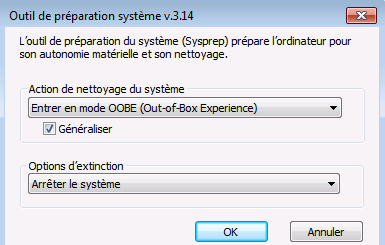 Outil de préparation système v.3.14
L'outil de préparation du système (Sysprep) prépare l'ordinateur pour
son autonomie matérielle et son nettoyage.
Action de nettoyage du système
Entrer en mode OOBE (Out-of-Box Experience)
Généraliser
Options d'extinction
Arrêter le système
OK Annuler